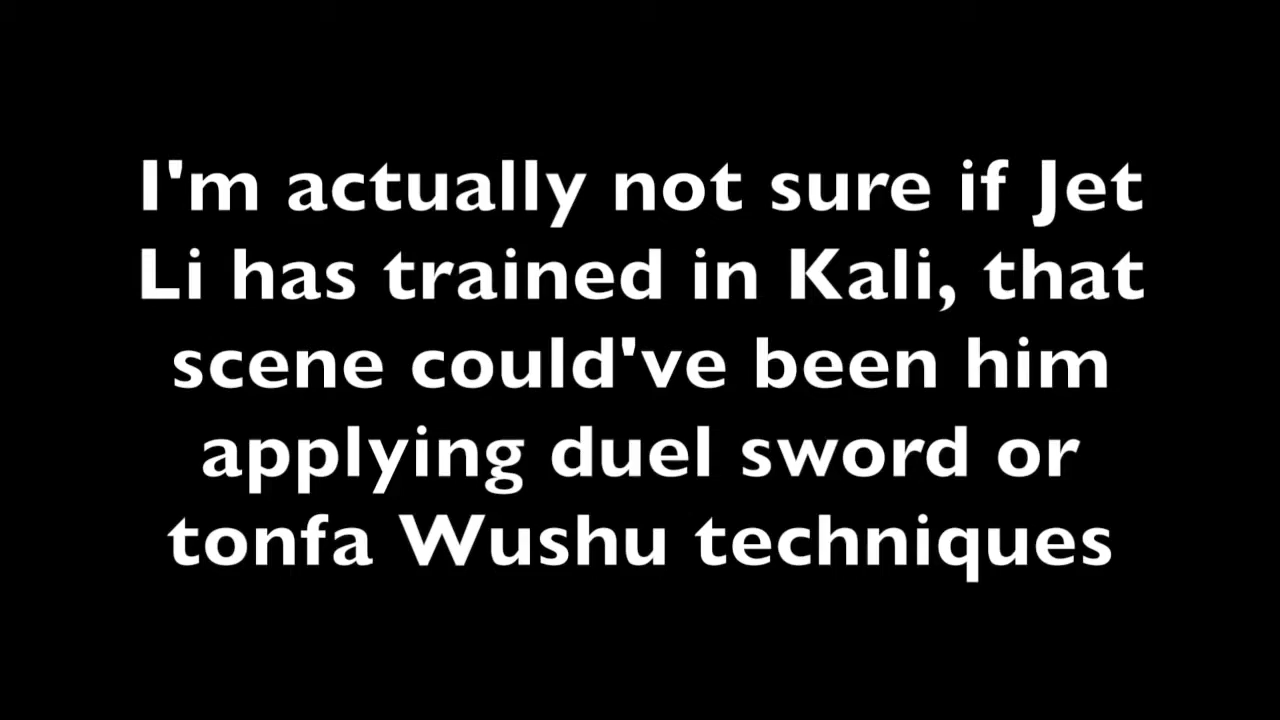 I'm actually not sure if Jet
Li has trained in Kali, that
scene could've been him
applying duel sword or
tonfa Wushu techniques